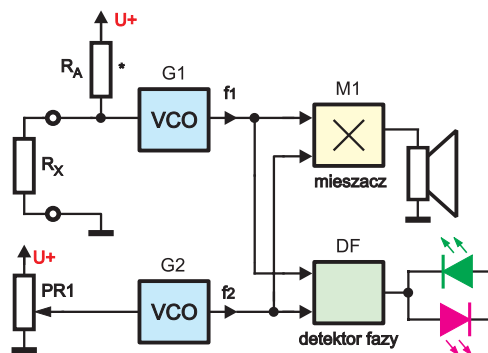 U+
RA *
G1
VCO
f1
M1
mieszacz
RX
U+
PR1
G2
VCO
f2
DF
detektor fazy